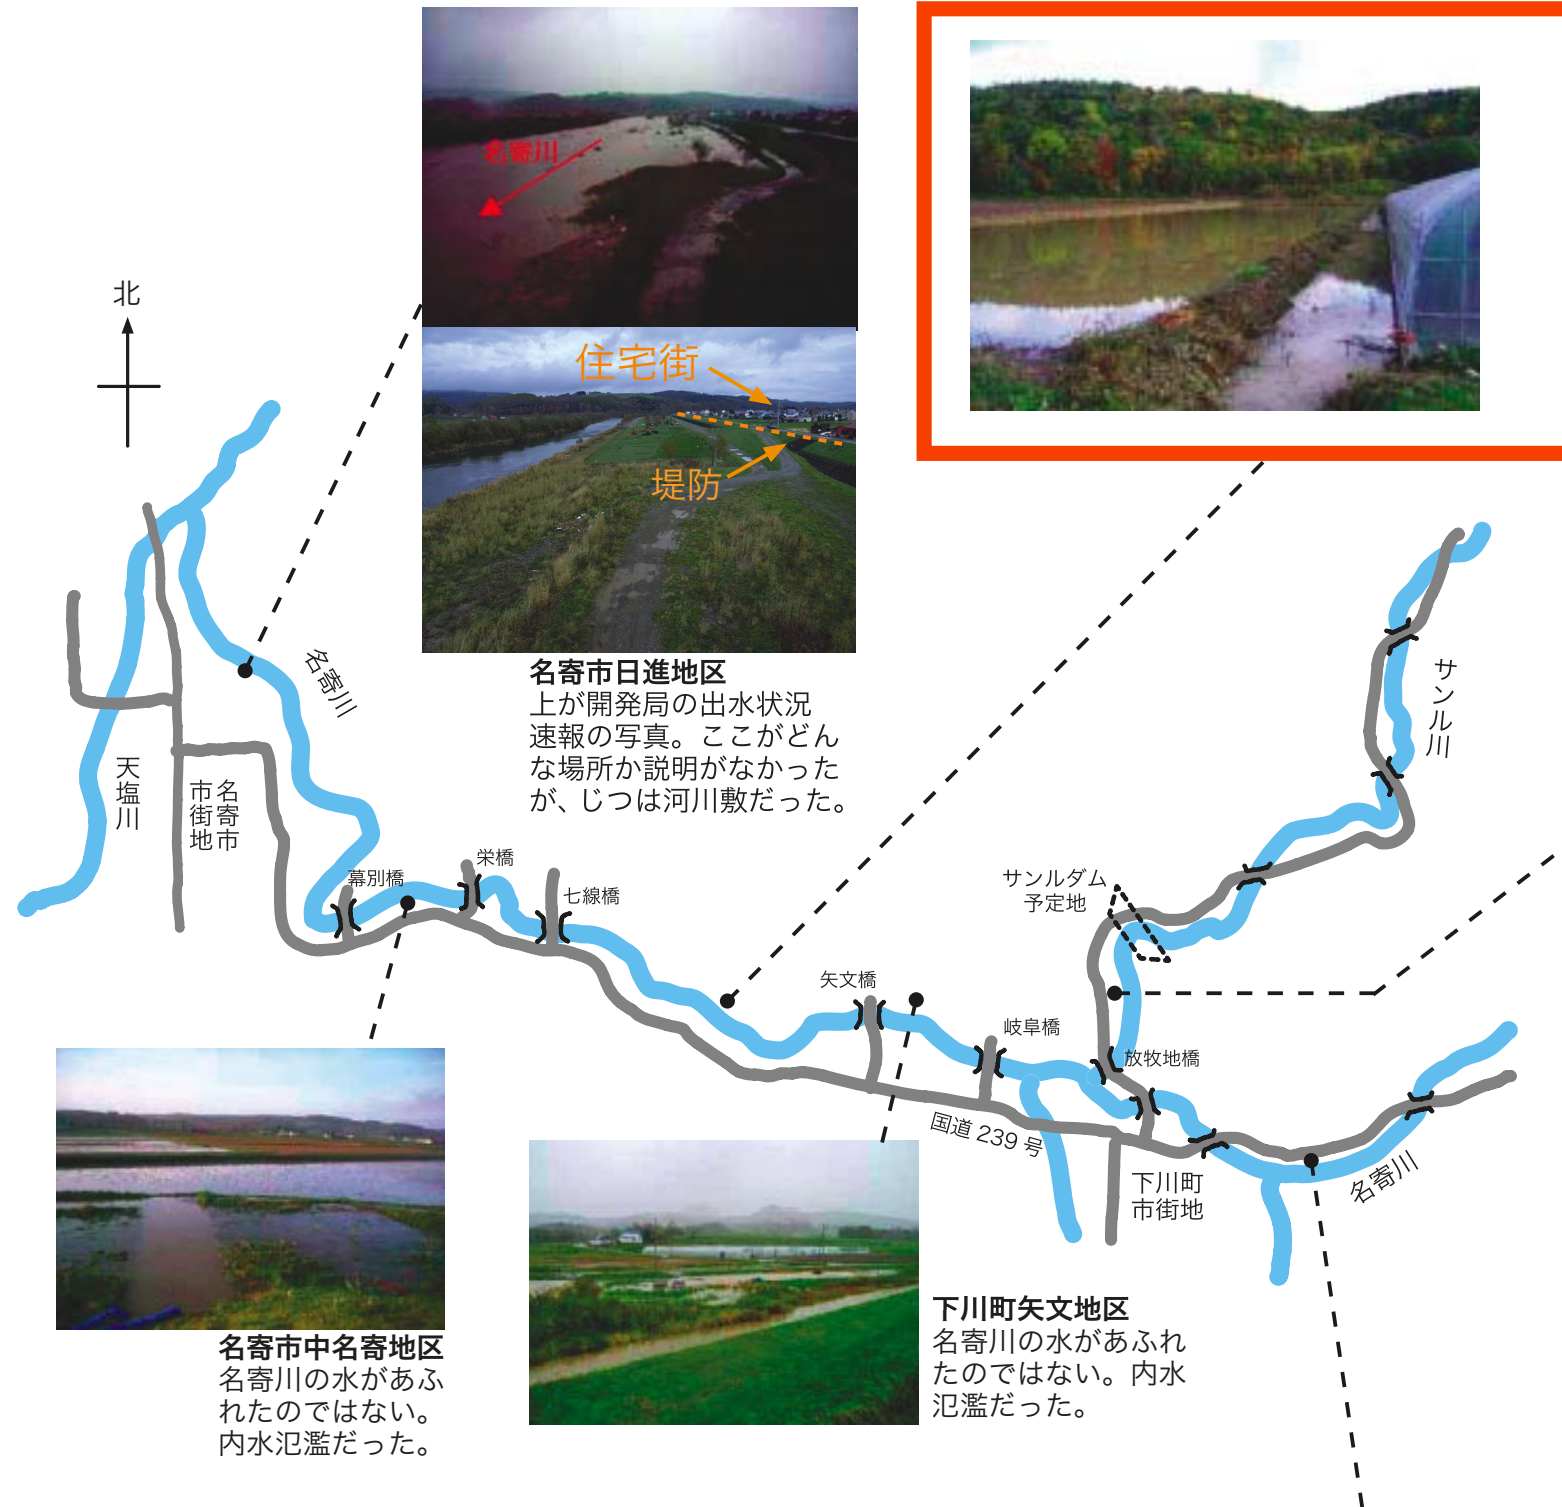 名寄川
住宅街
堤防
北
名寄市日進地区
上が開発局の出水状況
速報の写真。ここがどん
な場所か説明がなかった
が、じつは河川敷だった。
名寄川
天塩川
名寄市
市街地
幕別橋
栄橋
七線橋
サンル川
サンルダム
予定地
矢文橋
岐阜橋
放牧地橋
国道 239 号
下川町
市街地
名寄川
名寄市中名寄地区
名寄川の水があふ
れたのではない。
内水氾濫だった。
下川町矢文地区
名寄川の水があふれ
たのではない。内水
氾濫だった。